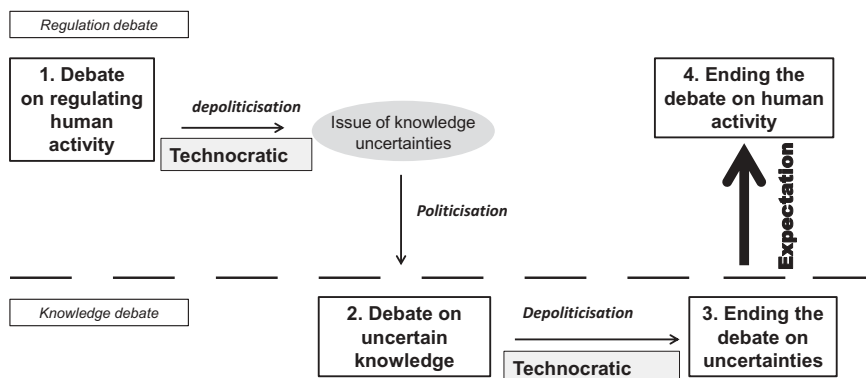 Regulation debate
1. Debate
on regulating
human
activity
depoliticisation
Technocratic
Issue of knowledge
uncertainties
Politicisation
4. Ending the
debate on human
activity
Expectation
Knowledge debate
2. Debate on
uncertain
knowledge
Depoliticisation
Technocratic
3. Ending the
debate on
uncertainties